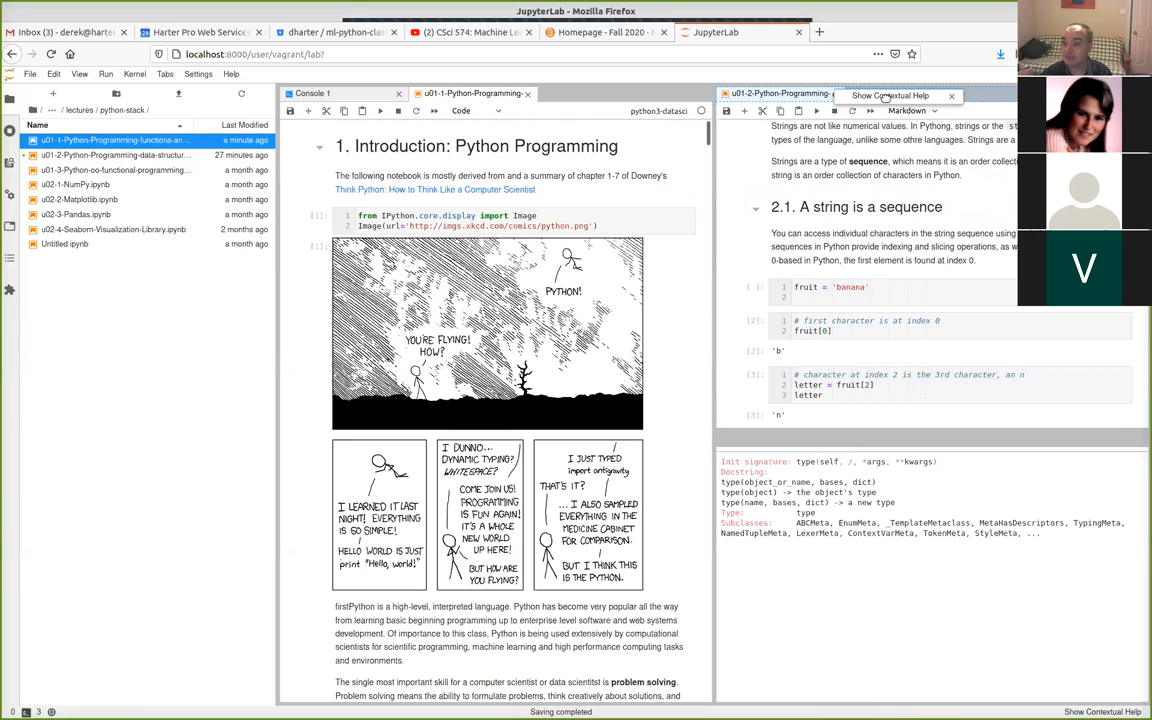 JupyterLab - Mozilla Firefox
Inbox (3) - derek@harter
Harter Pro Web Services
dharter / ml-python-clas
(2) CSci 574: Machine Le
Homepage - Fall 2020 -
JupyterLab
localhost:8000/user/vagrant/lab?
File Edit View Run Kernel Tabs Settings Help
/ ··· / lectures / python-stack /
Name Last Modified
u01-1-Python-Programming-functions-an... a minute ago
u01-2-Python-Programming-data-structur... 27 minutes ago
u01-3-Python-oo-functional-programming... a month ago
u02-1-NumPy.ipynb a month ago
u02-2-Matplotlib.ipynb a month ago
u02-3-Pandas.ipynb a month ago
u02-4-Seaborn-Visualization-Library.ipynb 2 months ago
Untitled.ipynb a month ago
Console 1
u01-1-Python-Programming-
Code
python3-datasci
1. Introduction: Python Programming
The following notebook is mostly derived from and a summary of chapter 1-7 of Downey's
Think Python: How to Think Like a Computer Scientist
[1]:
1 from IPython.core.display import Image
2 Image(url='http://imgs.xkcd.com/comics/python.png')
[1]:
PYTHON!
YOU'RE FLYING!
HOW?
I LEARNED IT LAST
NIGHT! EVERYTHING
IS SO SIMPLE!
HELLO WORLD IS JUST
print "Hello, world!"
I DUNNO...
DYNAMIC TYPING?
WHITESPACE?
COME JOIN US!
PROGRAMMING
IS FUN AGAIN!
IT'S A WHOLE
NEW WORLD
UP HERE!
BUT HOW ARE
YOU FLYING?
I JUST TYPED
import antigravity
THAT'S IT?
... I ALSO SAMPLED
EVERYTHING IN THE
MEDICINE CABINET
FOR COMPARISON.
BUT I THINK THIS
IS THE PYTHON.
firstPython is a high-level, interpreted language. Python has become very popular all the way
from learning basic beginning programming up to enterprise level software and web systems
development. Of importance to this class, Python is being used extensively by computational
scientists for scientific programming, machine learning and high performance computing tasks
and environments.
The single most important skill for a computer scientist or data scientitst is problem solving.
Problem solving means the ability to formulate problems, think creatively about solutions, and
u01-2-Python-Programming-
Show Contextual Help
Markdown
Strings are not like numerical values. In Pythong, strings or the s
types of the language, unlike some othre languages. Strings are a
Strings are a type of sequence, which means it is an order collecti
string is an order collection of characters in Python.
2.1. A string is a sequence
You can access individual characters in the string sequence using
sequences in Python provide indexing and slicing operations, as w
0-based in Python, the first element is found at index 0.
[ ]:
1 fruit = 'banana'
2
[2]:
1 # first character is at index 0
2 fruit[0]
[2]: 'b'
[3]:
1 # character at index 2 is the 3rd character, an n
2 letter = fruit[2]
3 letter
[3]: 'n'
Init signature: type(self, /, *args, **kwargs)
Docstring:
type(object_or_name, bases, dict)
type(object) -> the object's type
type(name, bases, dict) -> a new type
Type: type
Subclasses: ABCMeta, EnumMeta, _TemplateMetaclass, MetaHasDescriptors, TypingMeta,
NamedTupleMeta, LexerMeta, ContextVarMeta, TokenMeta, StyleMeta, ...
V
0 3
Saving completed
Show Contextual Help